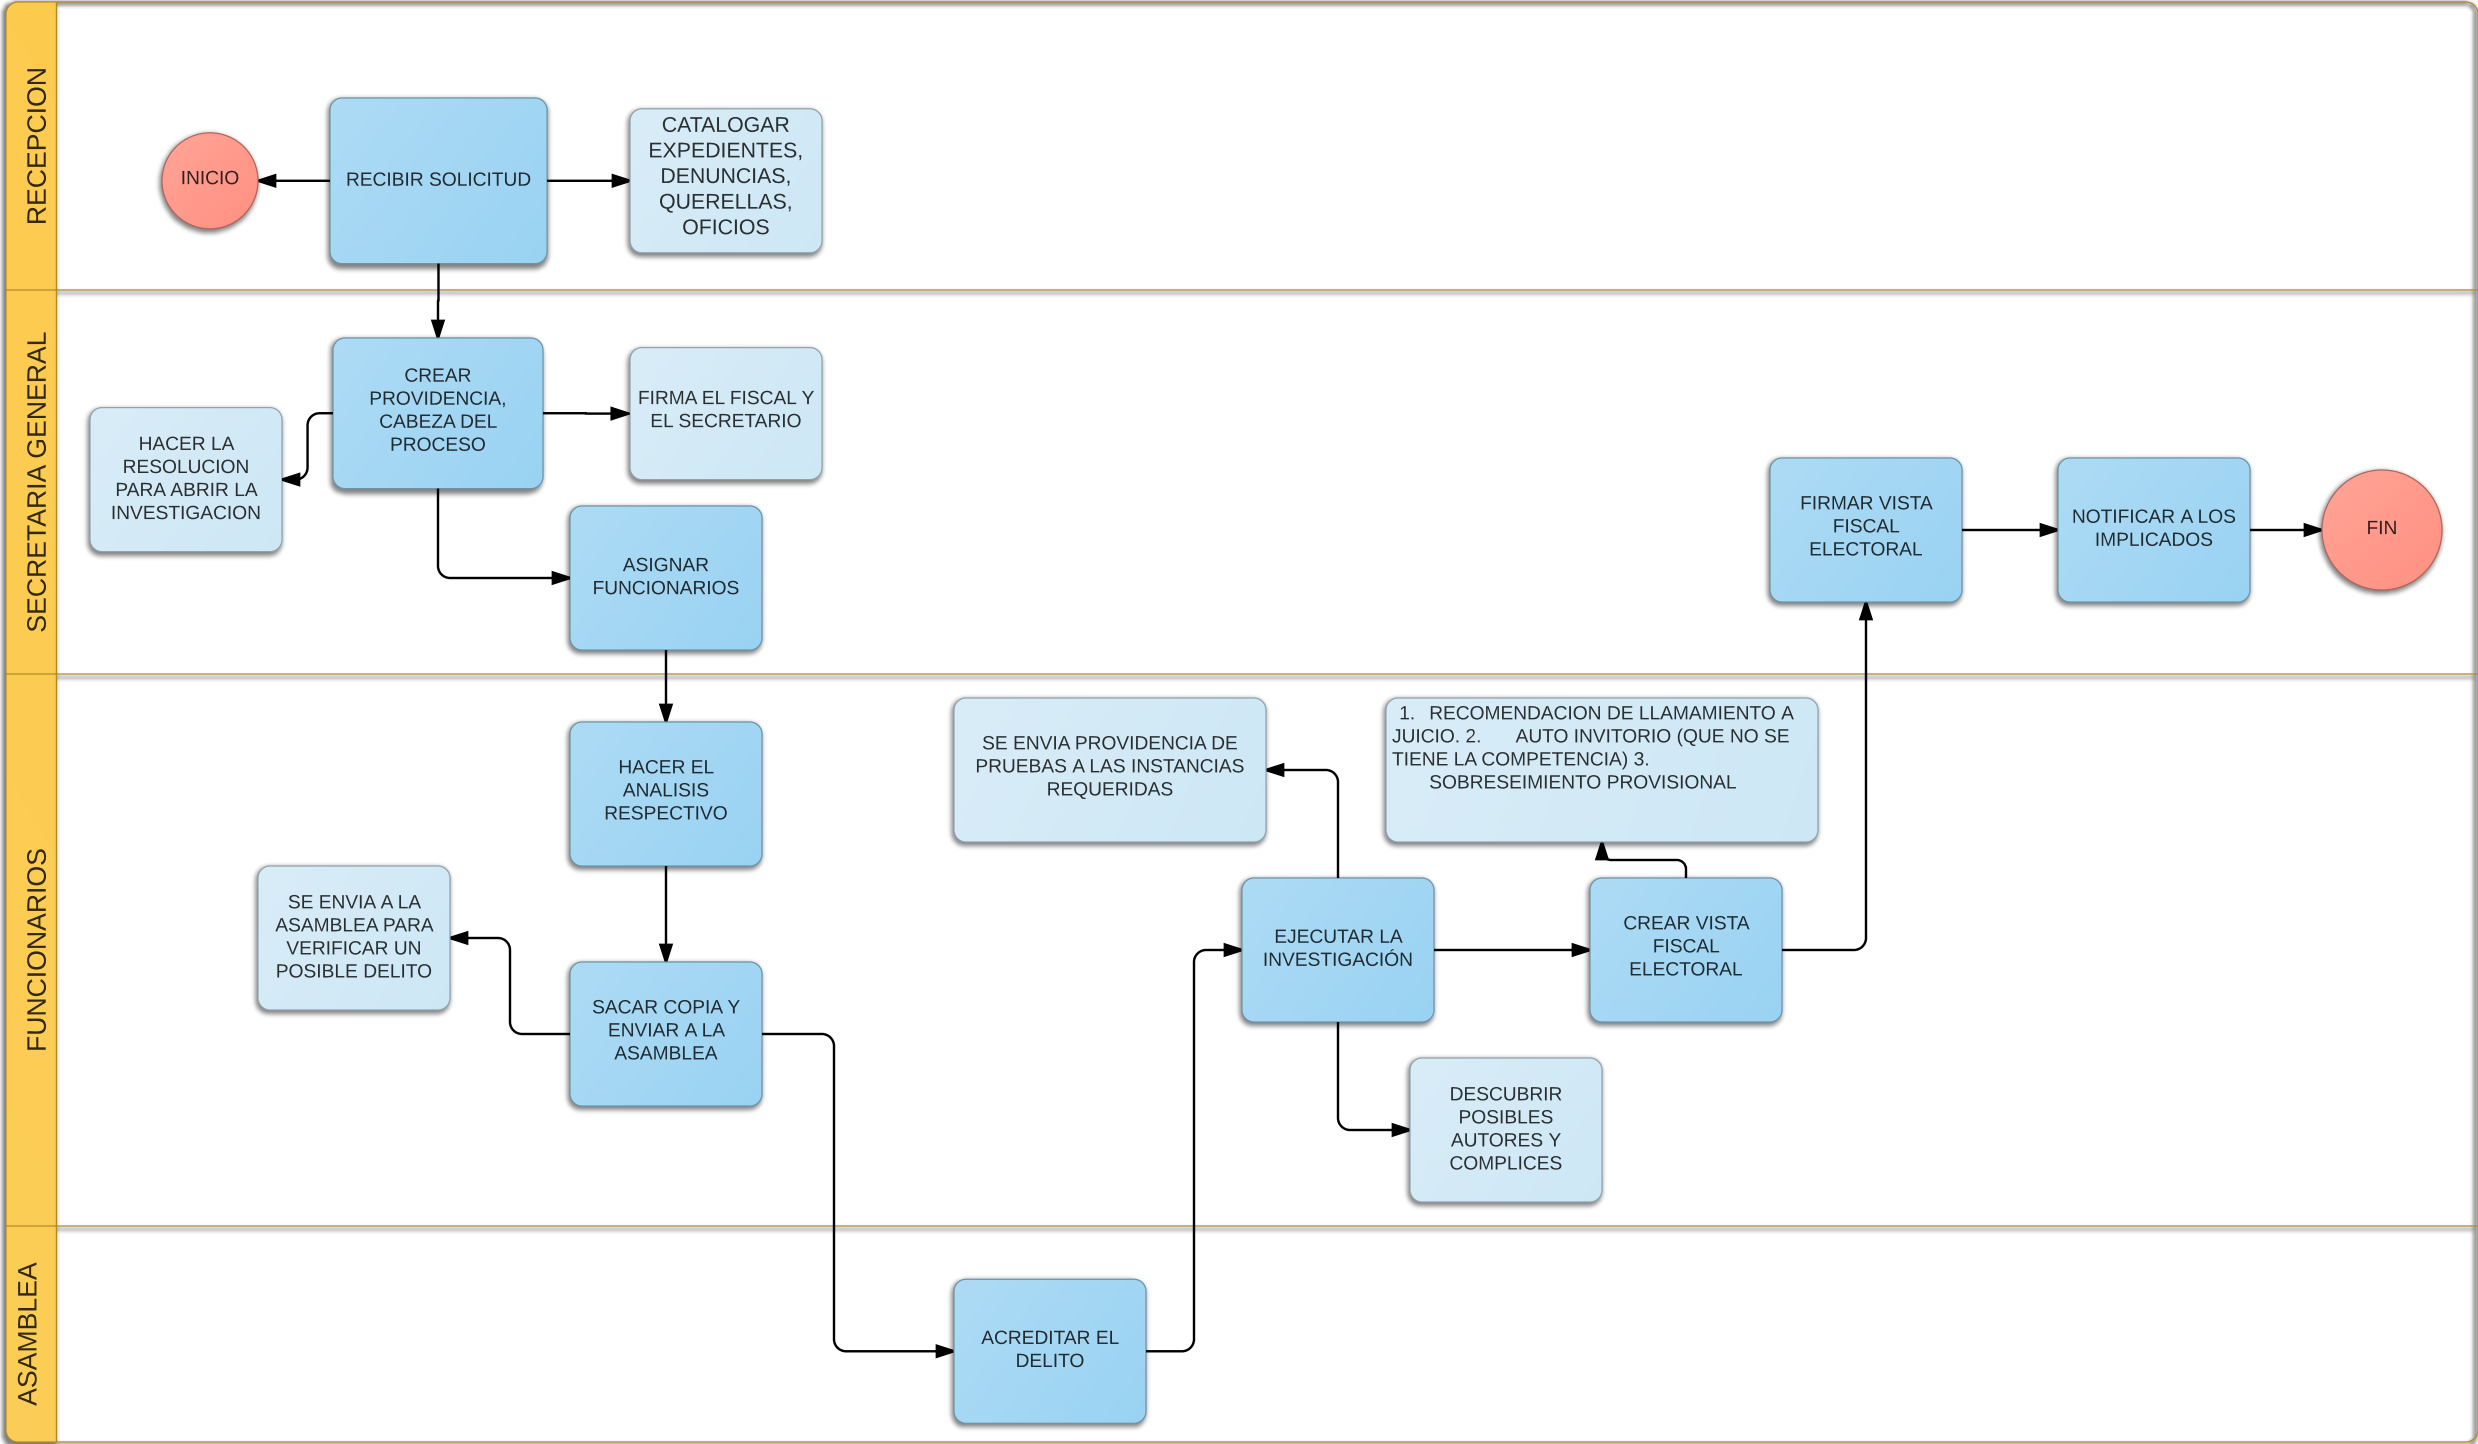 RECEPCION
INICIO
RECIBIR SOLICITUD
CATALOGAR
EXPEDIENTES,
DENUNCIAS,
QUERELLAS,
OFICIOS
SECRETARIA GENERAL
HACER LA
RESOLUCION
PARA ABRIR LA
INVESTIGACION
CREAR
PROVIDENCIA,
CABEZA DEL
PROCESO
FIRMA EL FISCAL Y
EL SECRETARIO
ASIGNAR
FUNCIONARIOS
FIRMAR VISTA
FISCAL
ELECTORAL
NOTIFICAR A LOS
IMPLICADOS
FIN
FUNCIONARIOS
HACER EL
ANALISIS
RESPECTIVO
SE ENVIA A LA
ASAMBLEA PARA
VERIFICAR UN
POSIBLE DELITO
SACAR COPIA Y
ENVIAR A LA
ASAMBLEA
SE ENVIA PROVIDENCIA DE
PRUEBAS A LAS INSTANCIAS
REQUERIDAS
1. RECOMENDACION DE LLAMAMIENTO A
JUICIO. 2. AUTO INVITORIO (QUE NO SE
TIENE LA COMPETENCIA) 3.
SOBRESEIMIENTO PROVISIONAL
EJECUTAR LA
INVESTIGACIÓN
CREAR VISTA
FISCAL
ELECTORAL
DESCUBRIR
POSIBLES
AUTORES Y
COMPLICES
ASAMBLEA
ACREDITAR EL
DELITO